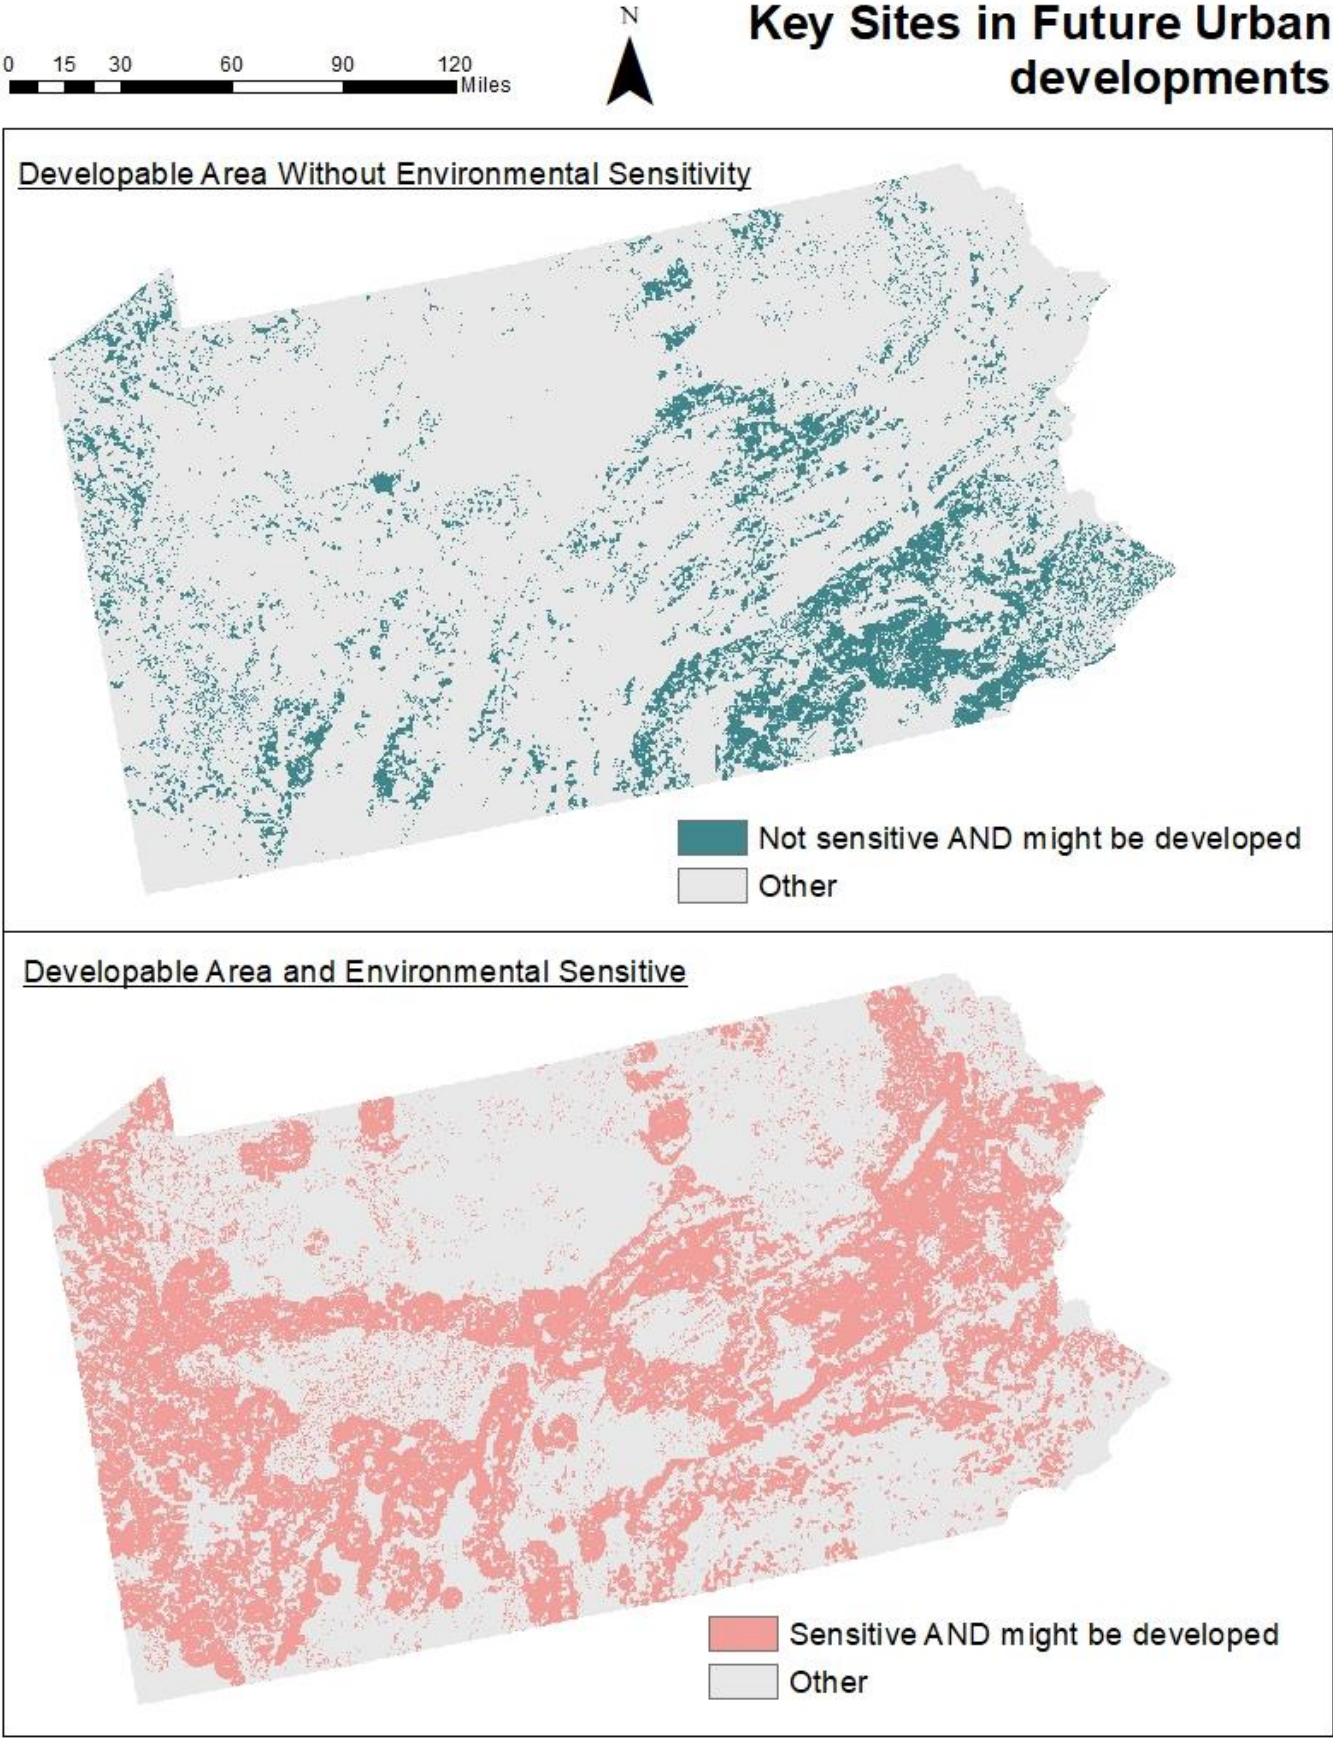 N
Key Sites in Future Urban
developments
0 15 30 60 90 120
Miles
Developable Area Without Environmental Sensitivity
Not sensitive AND might be developed
Other
Developable Area and Environmental Sensitive
Sensitive AND might be developed
Other